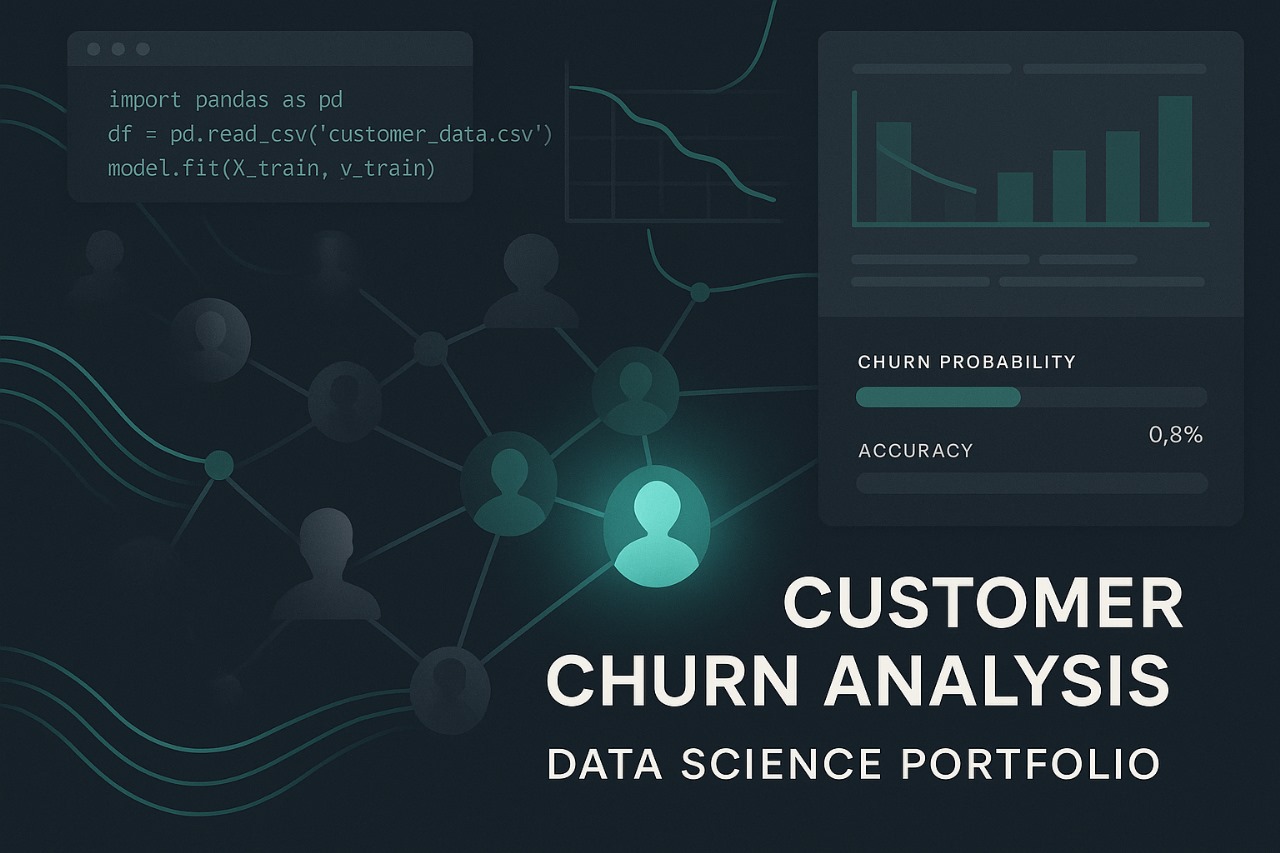 import pandas as pd
df = pd.read_csv('customer_data.csv')
model.fit(X_train, v_train)
CHURN PROBABILITY
0,8%
ACCURACY
CUSTOMER
CHURN ANALYSIS
DATA SCIENCE PORTFOLIO